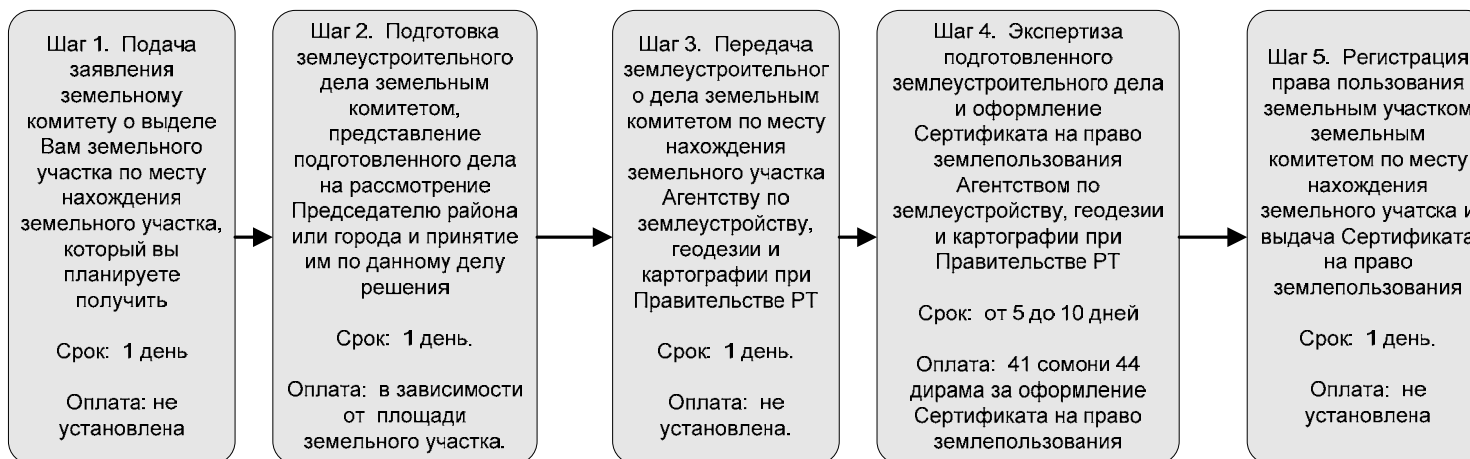 Шаг 1. Подача
заявления
земельному
комитету о выделе
Вам земельного
участка по месту
нахождения
земельного участка,
который вы
планируете
получить
Срок: 1 день
Оплата: не
установлена
Шаг 2. Подготовка
землеустроительного
дела земельным
комитетом,
представление
подготовленного дела
на рассмотрение
Председателю района
или города и принятие
им по данному делу
решения
Срок: 1 день.
Оплата: в зависимости
от площади
земельного участка.
Шаг 3. Передача
землеустроительног
о дела земельным
комитетом по месту
нахождения
земельного участка
Агентству по
землеустройству,
геодезии и
картографии при
Правительстве РТ
Срок: 1 день.
Оплата: не
установлена.
Шаг 4. Экспертиза
подготовленного
землеустроительного дела
и оформление
Сертификата на право
землепользования
Агентством по
землеустройству, геодезии
и картографии при
Правительстве РТ
Срок: от 5 до 10 дней
Оплата: 41 сомони 44
дирама за оформление
Сертификата на право
землепользования
Шаг 5. Регистрация
права пользования
земельным участком
земельным
комитетом по месту
нахождения
земельного учатска и
выдача Сертификата
на право
землепользования
Срок: 1 день.
Оплата: не
установлена